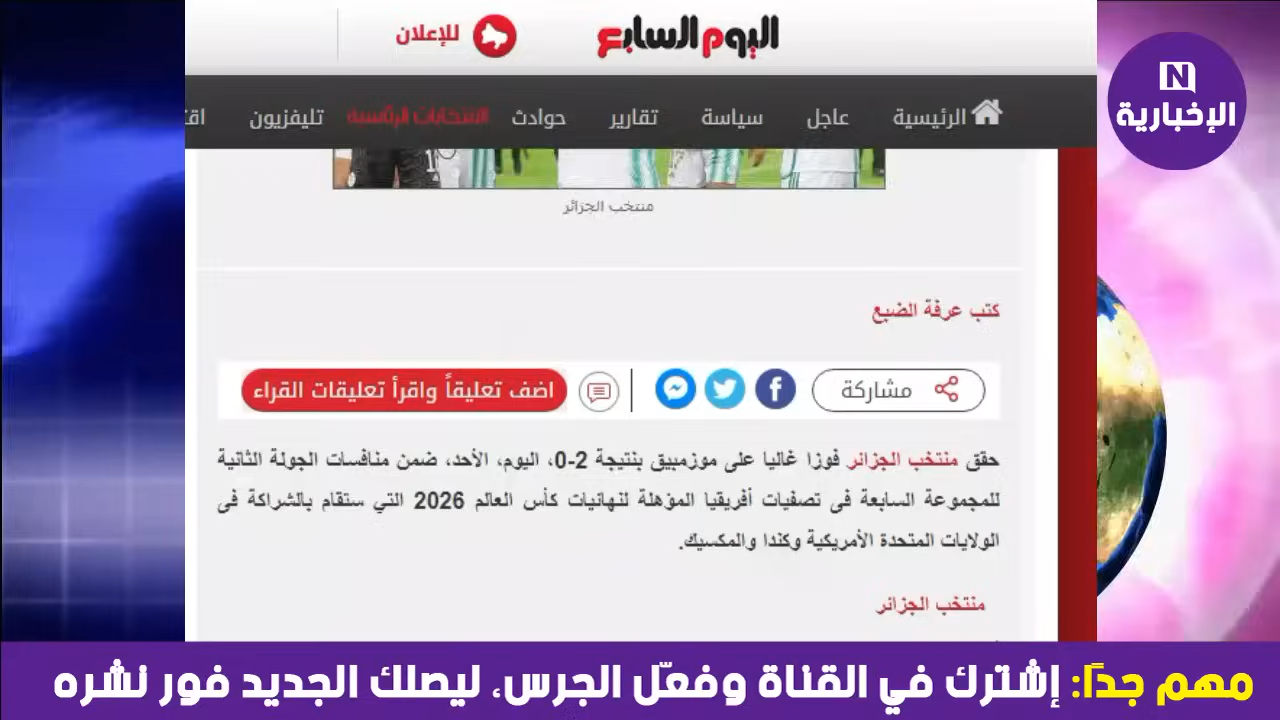 اليوم السابع
للإعلان
N
الإخبارية
الرئيسية عاجل سياسة تقارير حوادث الانتخابات الرئاسية تليفزيون
منتخب الجزائر
كتب عرفة الضبع
مشاركة
اضف تعليقاً واقرأ تعليقات القراء
حقق منتخب الجزائر فوزا غاليا على موزمبيق بنتيجة 2-0، اليوم، الأحد، ضمن منافسات الجولة الثانية
للمجموعة السابعة فى تصفيات أفريقيا المؤهلة لنهائيات كأس العالم 2026 التي ستقام بالشراكة فى
الولايات المتحدة الأمريكية وكندا والمكسيك.
منتخب الجزائر
مهم جدًا: إشترك في القناة وفعّل الجرس، ليصلك الجديد فور نشره